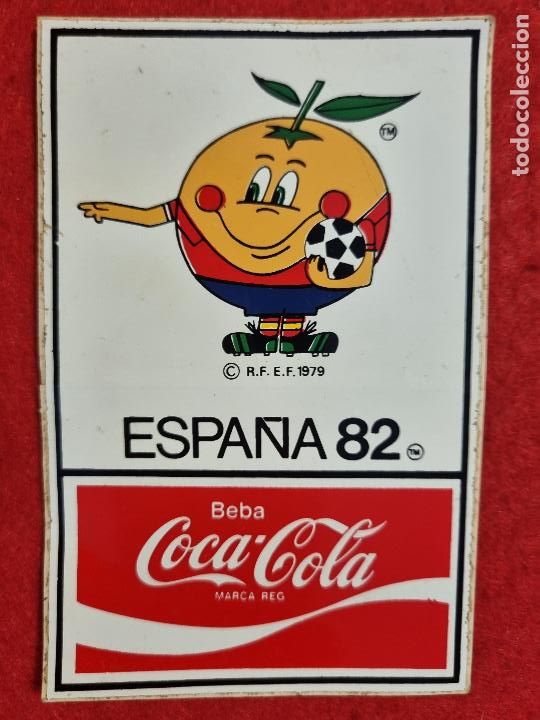 TM
© R.F.E.F. 1979
ESPAÑA 82 TM
Beba
Coca-Cola
MARCA REG
todocoleccion